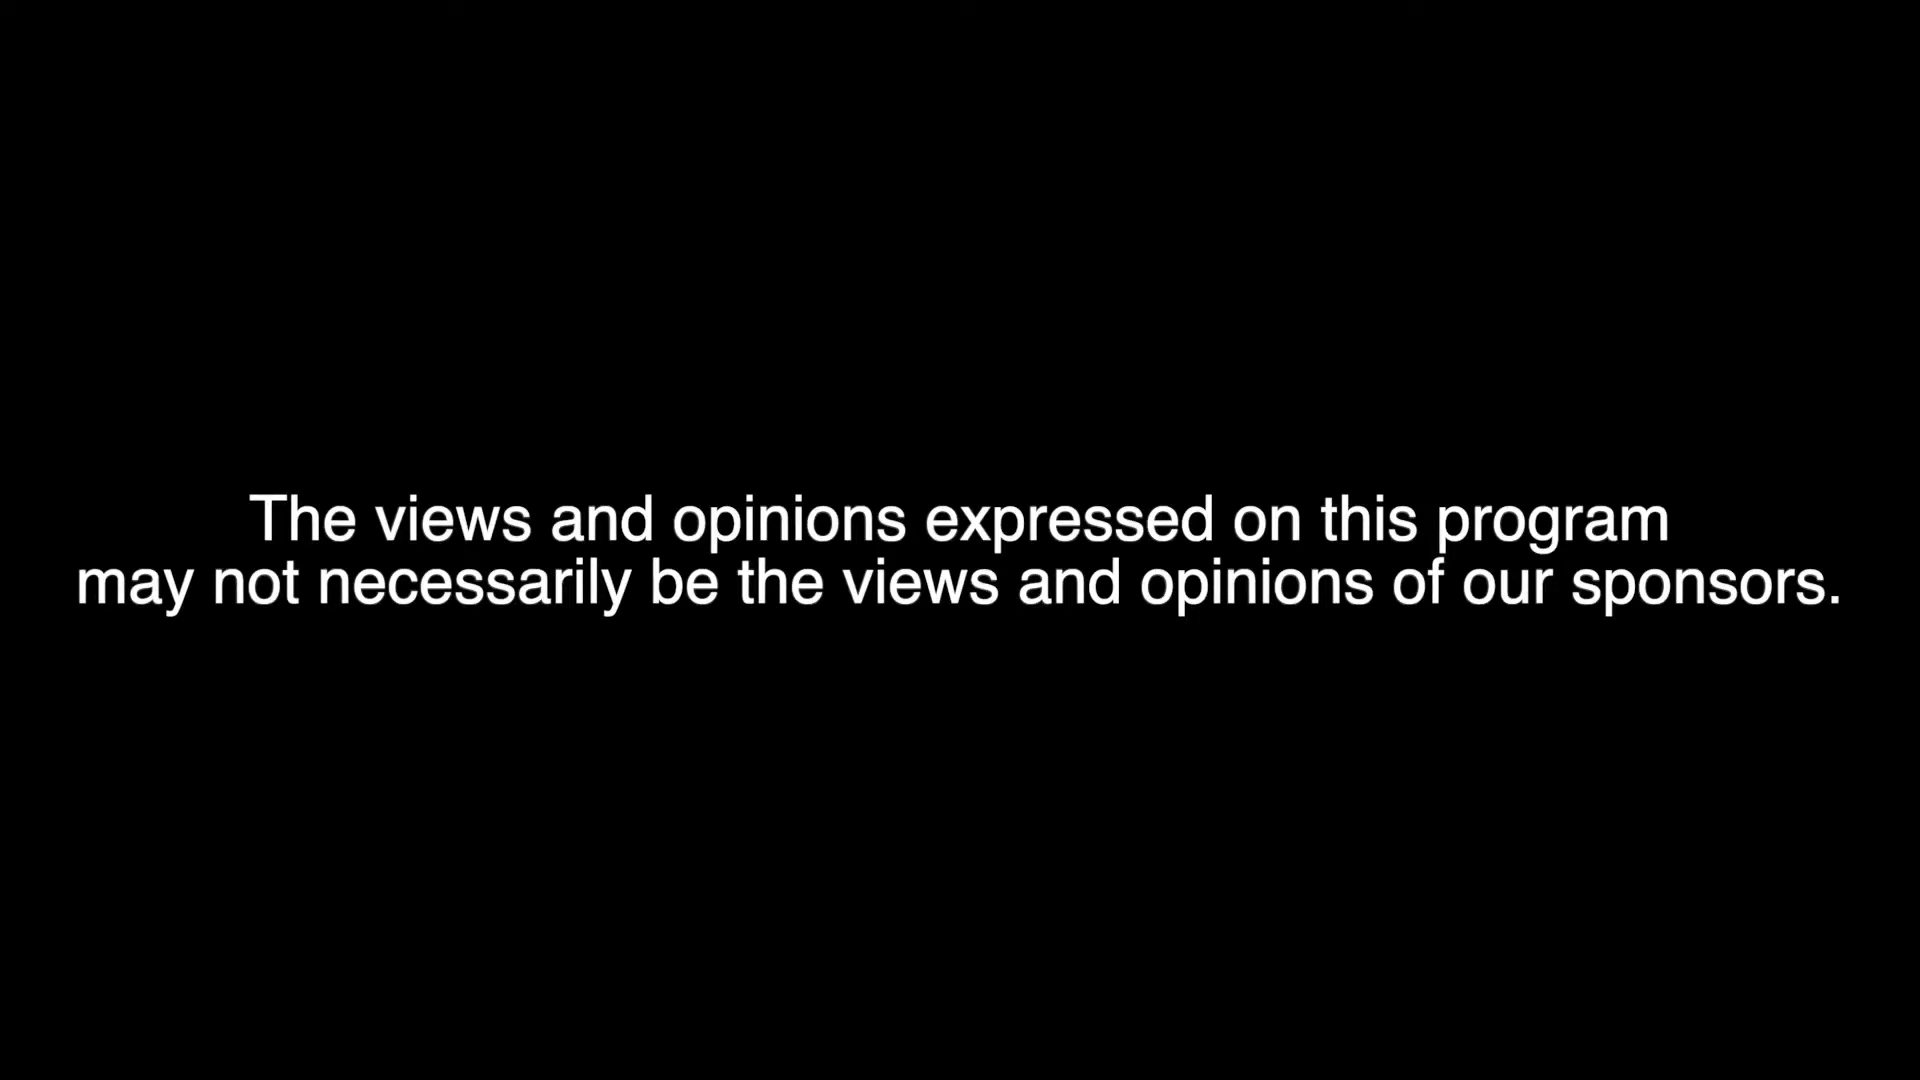 The views and opinions expressed on this program
may not necessarily be the views and opinions of our sponsors.